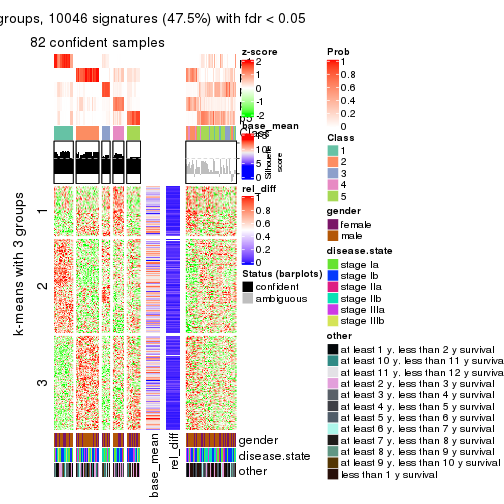 groups, 10046 signatures (47.5%) with fdr < 0.05
82 confident samples
k-means with 3 groups
1
2
3
z-score
2
1
0
-1
-2
base_mean
15
10
5
0
Silhouette
score
rel_diff
1
0.8
0.6
0.4
0.2
0
Status (barplots)
confident
ambiguous
base_mean
rel_diff
gender
disease.state
other
Prob
1
0.8
0.6
0.4
0.2
0
Class
1
2
3
4
5
gender
female
male
disease.state
stage Ia
stage Ib
stage IIa
stage IIb
stage IIIa
stage IIIb
other
at least 1 y. less than 2 y survival
at least 10 y. less than 11 y surviva
at least 11 y. less than 12 y surviva
at least 2 y. less than 3 y survival
at least 3 y. less than 4 y survival
at least 4 y. less than 5 y survival
at least 5 y. less than 6 y survival
at least 6 y. less than 7 y survival
at least 7 y. less than 8 y survival
at least 8 y. less than 9 y survival
at least 9 y. less than 10 y survival
less than 1 y survival